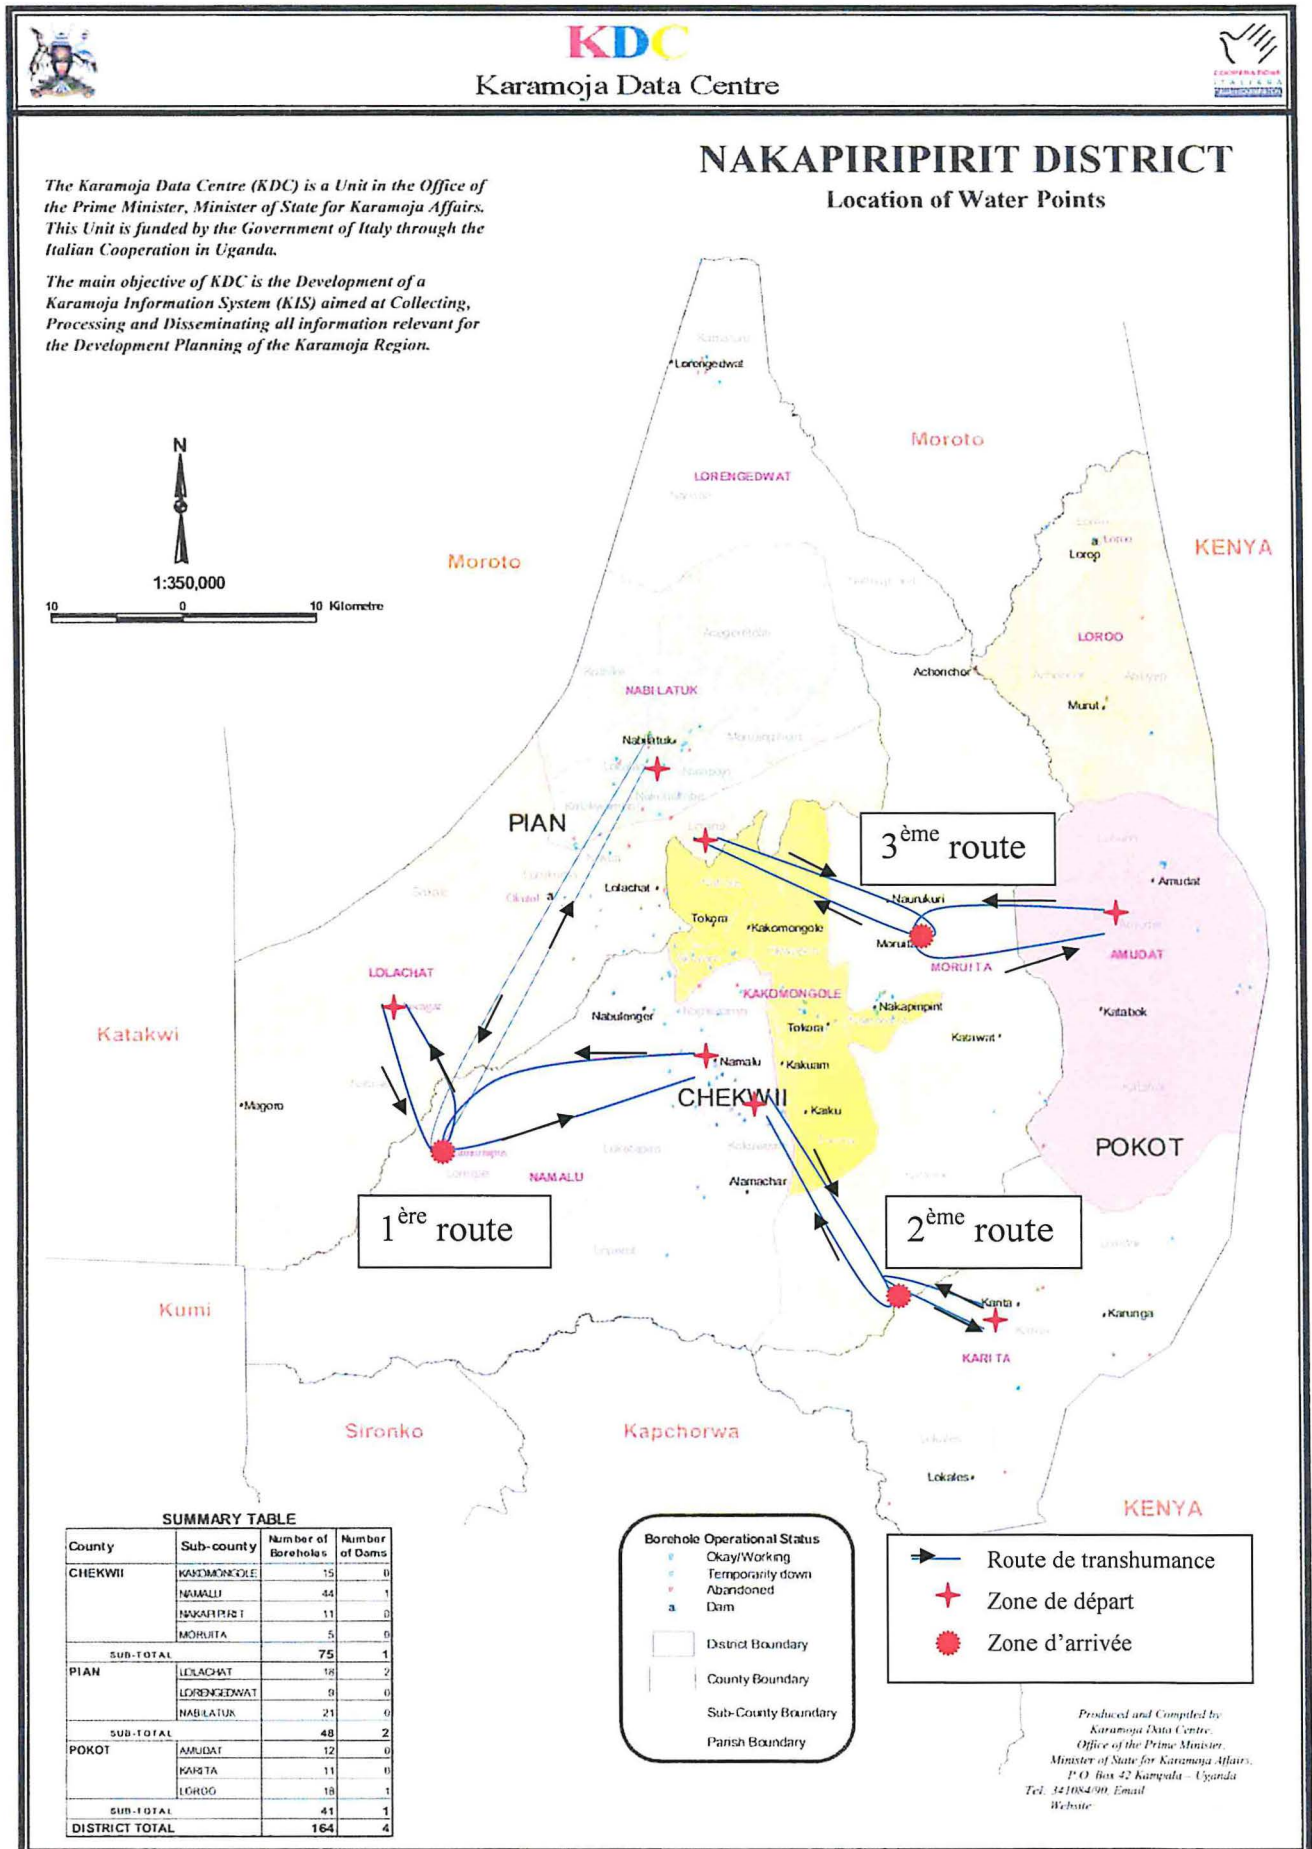 KDC
Karamoja Data Centre
NAKAPIRIPIRIT DISTRICT
Location of Water Points
The Karamoja Data Centre (KDC) is a Unit in the Office of
the Prime Minister, Minister of State for Karamoja Affairs.
This Unit is funded by the Government of Italy through the
Italian Cooperation in Uganda.
The main objective of KDC is the Development of a
Karamoja Information System (KIS) aimed at Collecting,
Processing and Disseminating all information relevant for
the Development Planning of the Karamoja Region.
N
1:350,000
10 0 10 Kilometre
Lorengedwat
Moroto
LORENGEDWAT
Moroto
KENYA
Lorop
LOROO
Achonchor
Murut
NABILATUK
Nabilatuk
PIAN
3ème route
Amudat
Lolachat
Naurukuri
Tokora
Kakomongole
Moruita
MORUITA
AMUDAT
LOLACHAT
KAKOMONGOLE
Nabulenger
Nakapiripirit
Katabok
Tokora
Katawat
Katakwi
Namalu
Kakuam
CHEKWII
Magoro
Kaiku
POKOT
NAMALU
Alamachar
1ère route
2ème route
Kumi
Karunga
KARITA
Sironko
Kapchorwa
Lokales
KENYA
SUMMARY TABLE
County Sub-county Number of Boreholes Number of Dams
CHEKWII KAKOMONGOLE 15 0
NAMALU 44 1
NAKAPIPIRIT 11 0
MORUITA 5 0
SUB-TOTAL 75 1
PIAN LOLACHAT 18 2
LORENGEDWAT 9 0
NABILATUK 21 0
SUB-TOTAL 48 2
POKOT AMUDAT 12 0
KARITA 11 0
LOROO 18 1
SUB-TOTAL 41 1
DISTRICT TOTAL 164 4
Borehole Operational Status
Okay/Working
Temporarily down
Abandoned
a Dam
District Boundary
County Boundary
Sub-County Boundary
Parish Boundary
Route de transhumance
Zone de départ
Zone d'arrivée
Produced and Compiled by
Karamoja Data Centre,
Office of the Prime Minister,
Minister of State for Karamoja Affairs,
P.O. Box 42 Kampala - Uganda
Tel: 341084/90, Email
Website